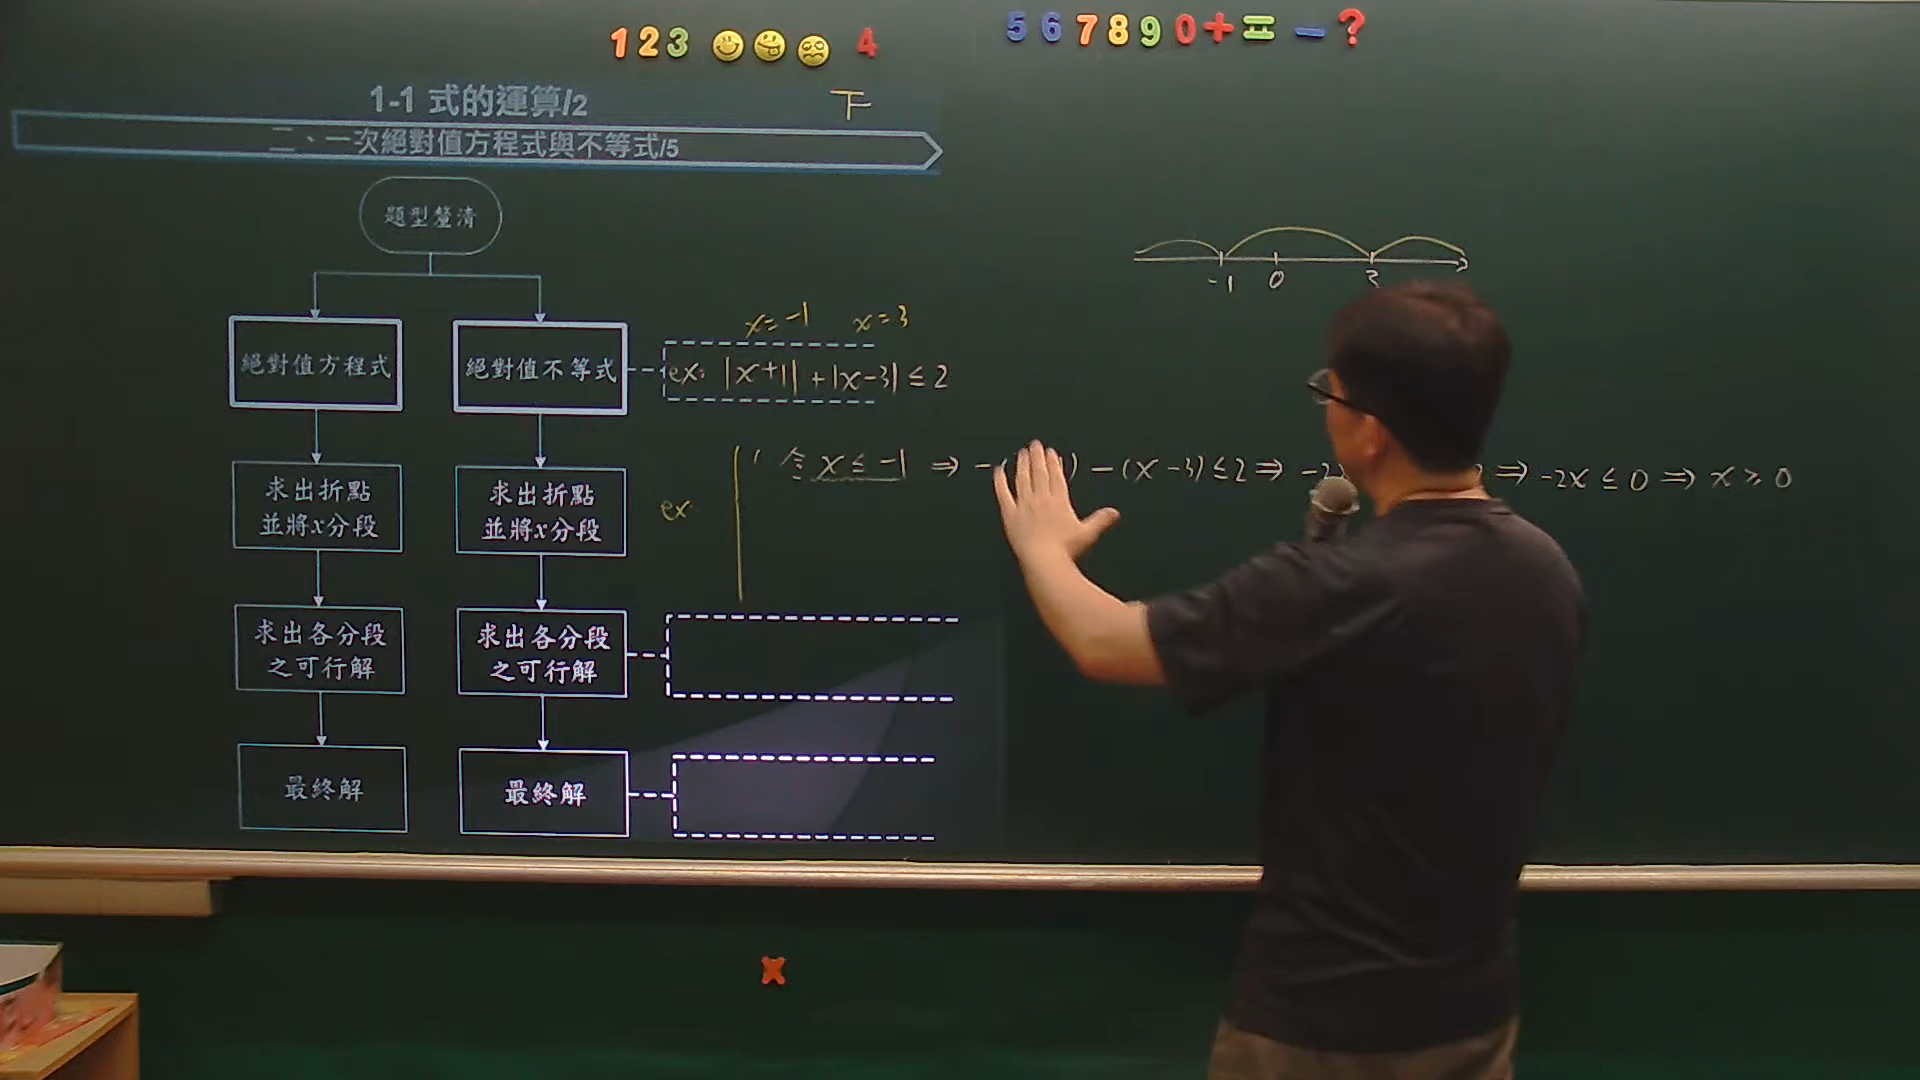 1 2 3 4 5 6 7 8 9 0 + = − ?
1-1 式的運算/2
下
二、一次絕對值方程式與不等式/5
題型釐清
絕對值方程式
求出折點
並將x分段
求出各分段
之可行解
最終解
絕對值不等式
求出折點
並將x分段
求出各分段
之可行解
最終解
x=-1 x=3
ex: |x+1|+|x-3|≤2
-1 0 3
ex
令 x≤-1 ⇒ -( ) -(x-3)≤2 ⇒ -2 ⇒ -2x≤0 ⇒ x≥0
x